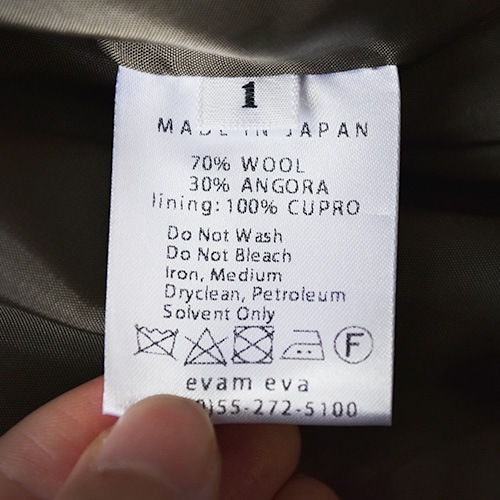 1
MADE IN JAPAN
70% WOOL
30% ANGORA
lining: 100% CUPRO
Do Not Wash
Do Not Bleach
Iron, Medium
Dryclean, Petroleum
Solvent Only
F
evam eva
)55-272-5100